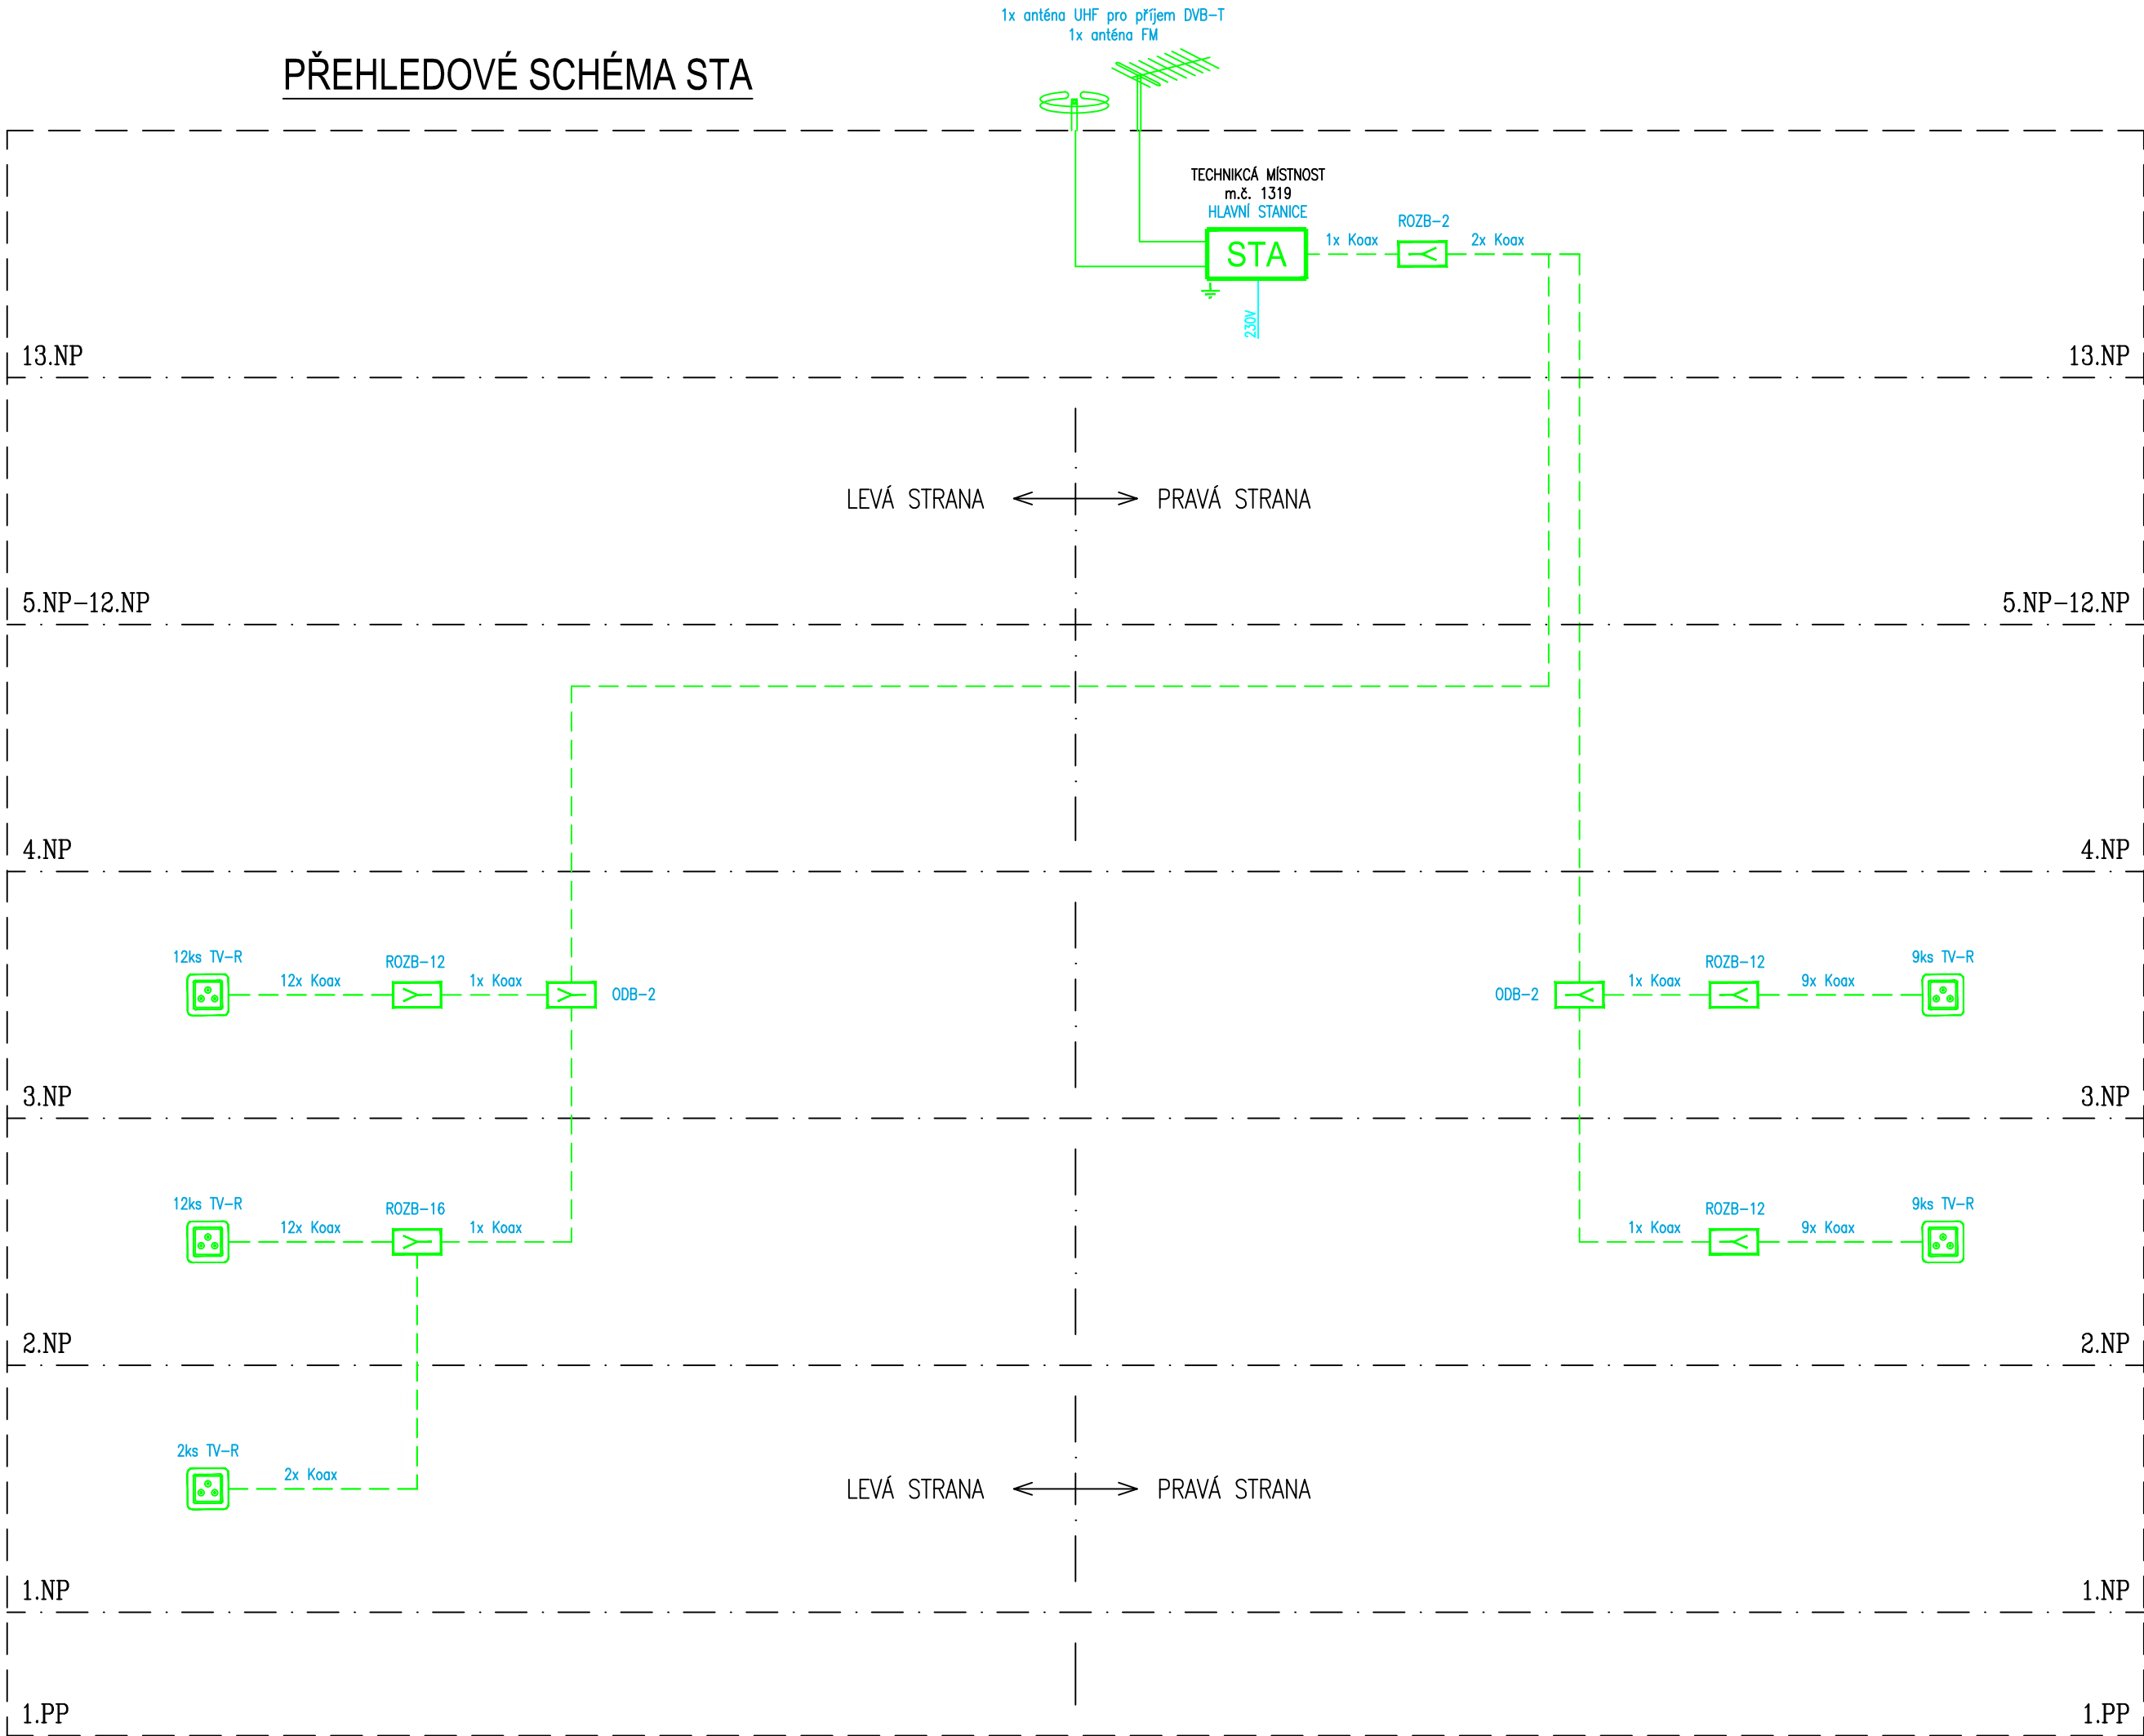 1x anténa UHF pro příjem DVB-T
1x anténa FM
PŘEHLEDOVÉ SCHÉMA STA
TECHNIKCÁ MÍSTNOST
m.č. 1319
HLAVNÍ STANICE
STA
1x Koax
ROZB-2
2x Koax
230V
13.NP
13.NP
LEVÁ STRANA
PRAVÁ STRANA
5.NP-12.NP
5.NP-12.NP
4.NP
4.NP
12ks TV-R
12x Koax
ROZB-12
1x Koax
ODB-2
ODB-2
1x Koax
ROZB-12
9x Koax
9ks TV-R
3.NP
3.NP
12ks TV-R
12x Koax
ROZB-16
1x Koax
1x Koax
ROZB-12
9x Koax
9ks TV-R
2.NP
2.NP
2ks TV-R
2x Koax
LEVÁ STRANA
PRAVÁ STRANA
1.NP
1.NP
1.PP
1.PP